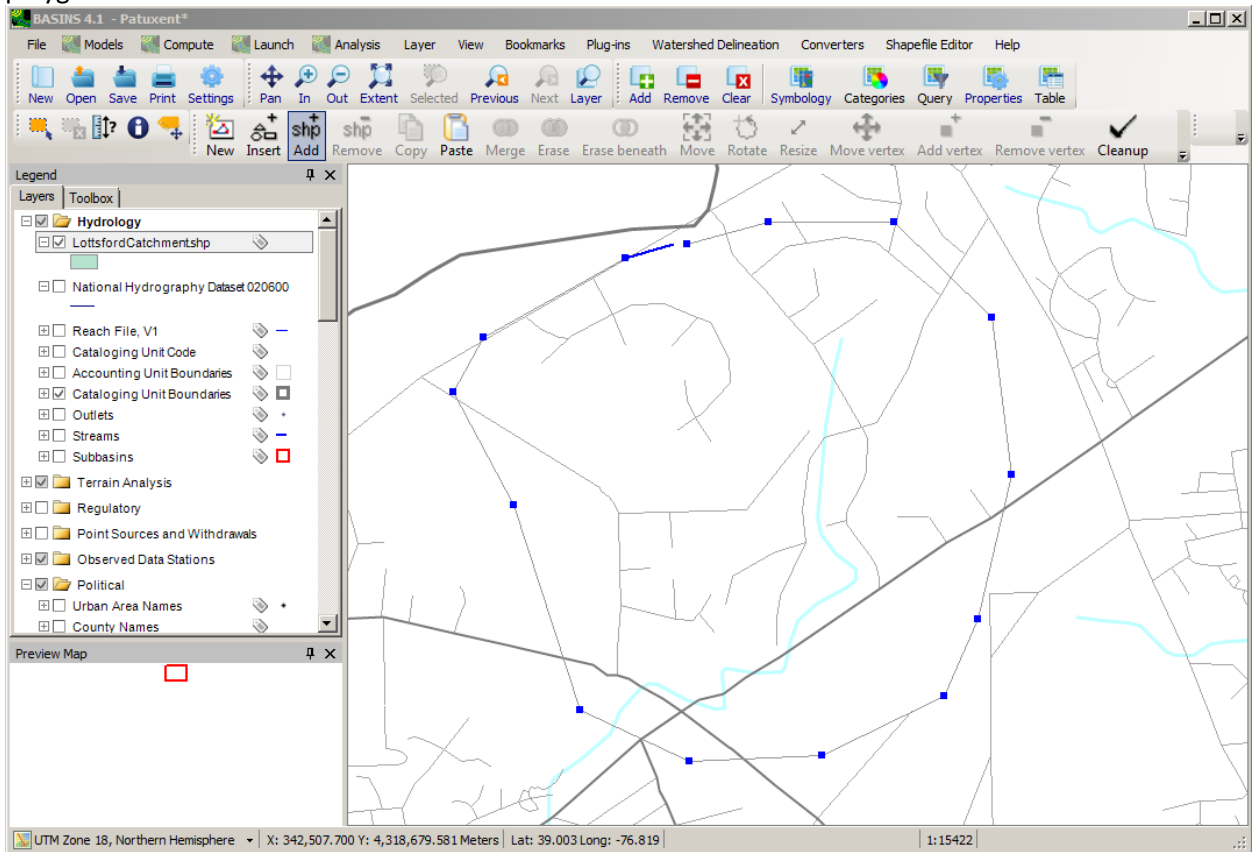 BASINS 4.1 - Patuxent*
File Models Compute Launch Analysis Layer View Bookmarks Plug-ins Watershed Delineation Converters Shapefile Editor Help
New Open Save Print Settings Pan In Out Extent Selected Previous Next Layer Add Remove Clear Symbology Categories Query Properties Table
New Insert Add Remove Copy Paste Merge Erase Erase beneath Move Rotate Resize Move vertex Add vertex Remove vertex Cleanup
Legend
Layers Toolbox
Hydrology
LottsfordCatchment.shp
National Hydrography Dataset 020600
Reach File, V1
Cataloging Unit Code
Accounting Unit Boundaries
Cataloging Unit Boundaries
Outlets
Streams
Subbasins
Terrain Analysis
Regulatory
Point Sources and Withdrawals
Observed Data Stations
Political
Urban Area Names
County Names
Preview Map
UTM Zone 18, Northern Hemisphere X: 342,507.700 Y: 4,318,679.581 Meters Lat: 39.003 Long: -76.819 1:15422